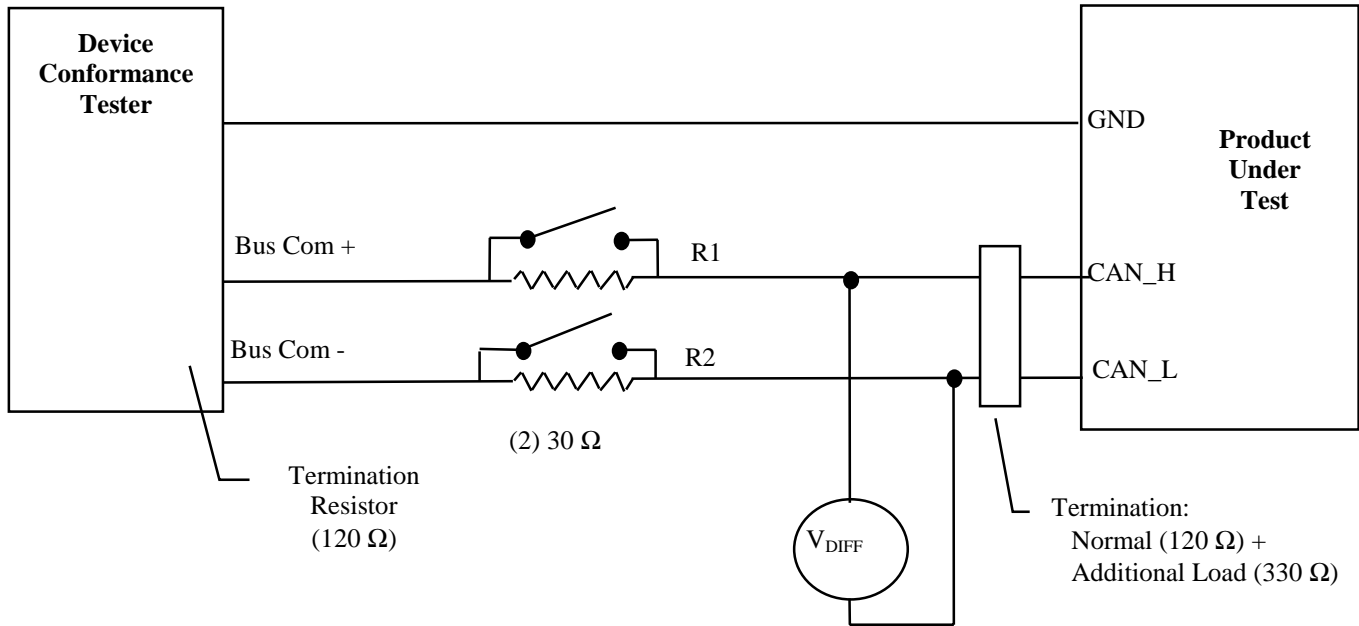 Device
Conformance
Tester
GND
Product
Under
Test
Bus Com +
R1
CAN_H
Bus Com -
R2
CAN_L
(2) 30 Ω
Termination
Resistor
(120 Ω)
VDIFF
Termination:
Normal (120 Ω) +
Additional Load (330 Ω)